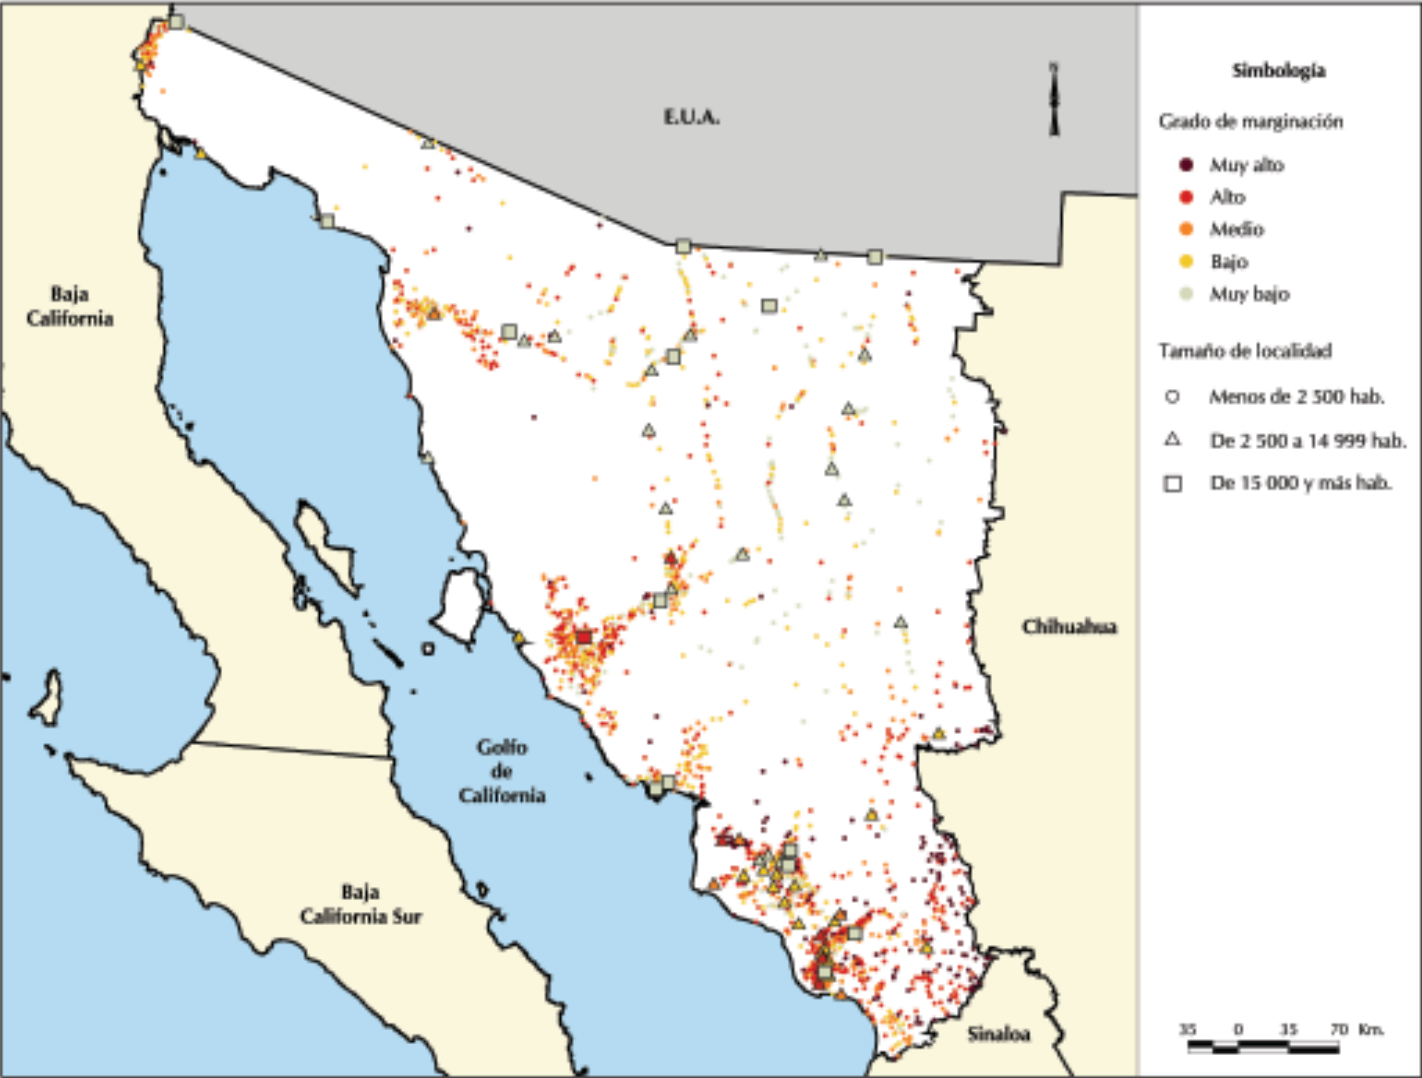 E.U.A.
N
Baja
California
Golfo
de
California
Baja
California Sur
Chihuahua
Sinaloa
Simbología
Grado de marginación
Muy alto
Alto
Medio
Bajo
Muy bajo
Tamaño de localidad
Menos de 2 500 hab.
De 2 500 a 14 999 hab.
De 15 000 y más hab.
35 0 35 70 Km.